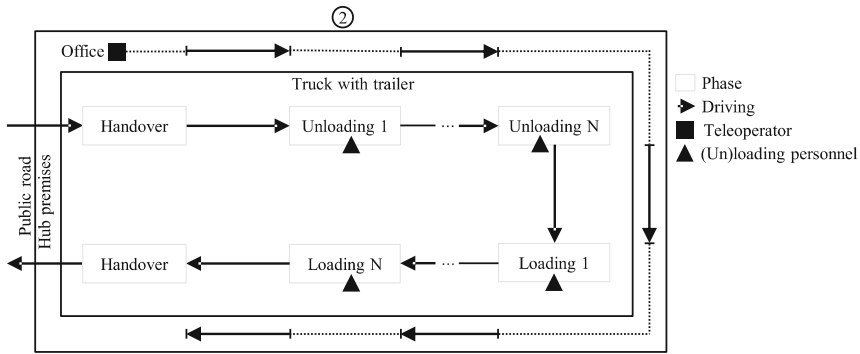 ②
Office
Truck with trailer
Handover
Unloading 1
...
Unloading N
Public road
Hub premises
Handover
Loading N
...
Loading 1
Phase
Driving
Teleoperator
(Un)loading personnel